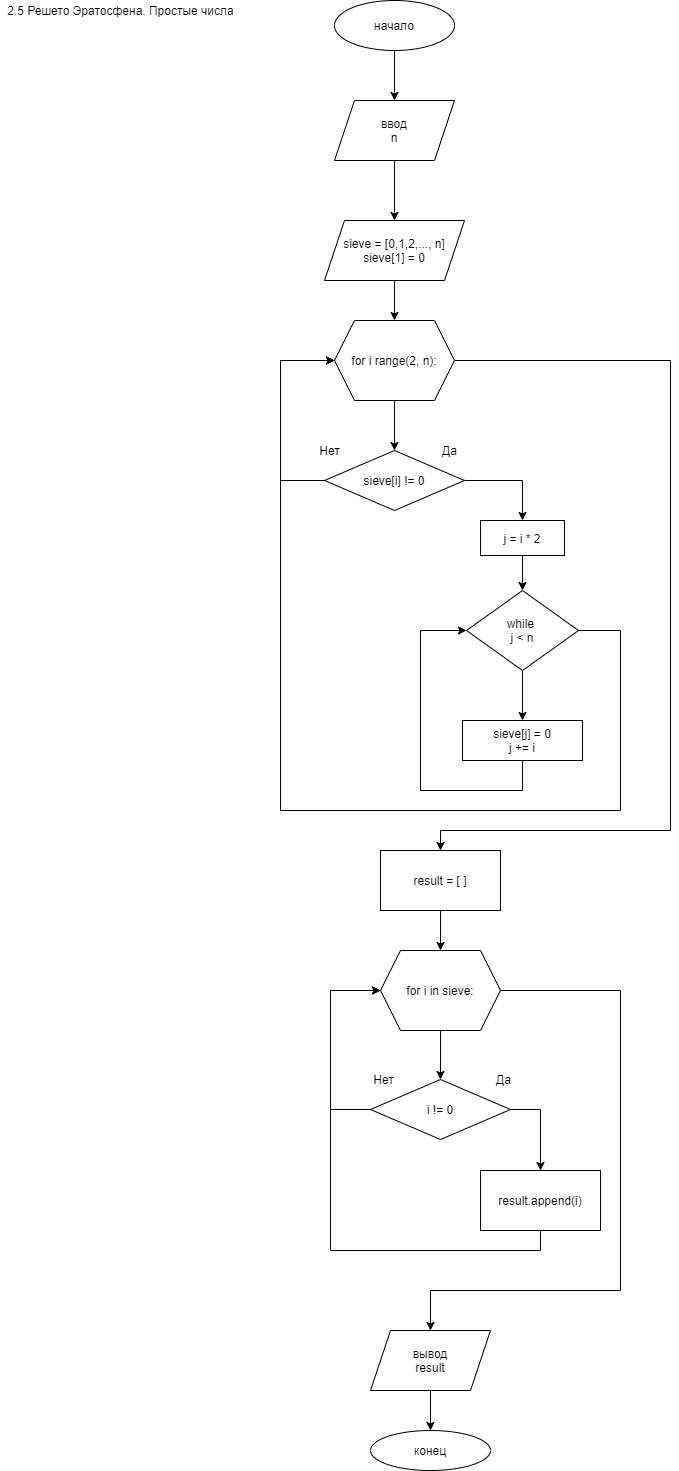 2.5 Решето Эратосфена. Простые числа
начало
ввод
n
sieve = [0,1,2,..., n]
sieve[1] = 0
for i range(2, n):
Нет
Да
sieve[i] != 0
j = i * 2
while
j < n
sieve[j] = 0
j += i
result = [ ]
for i in sieve:
Нет
Да
i != 0
result.append(i)
вывод
result
конец